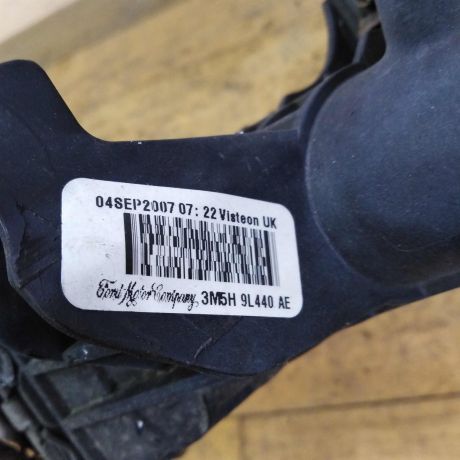 04SEP2007 07:22 Visteon UK
Ford Motor Company, 3M5H 9L440 AE